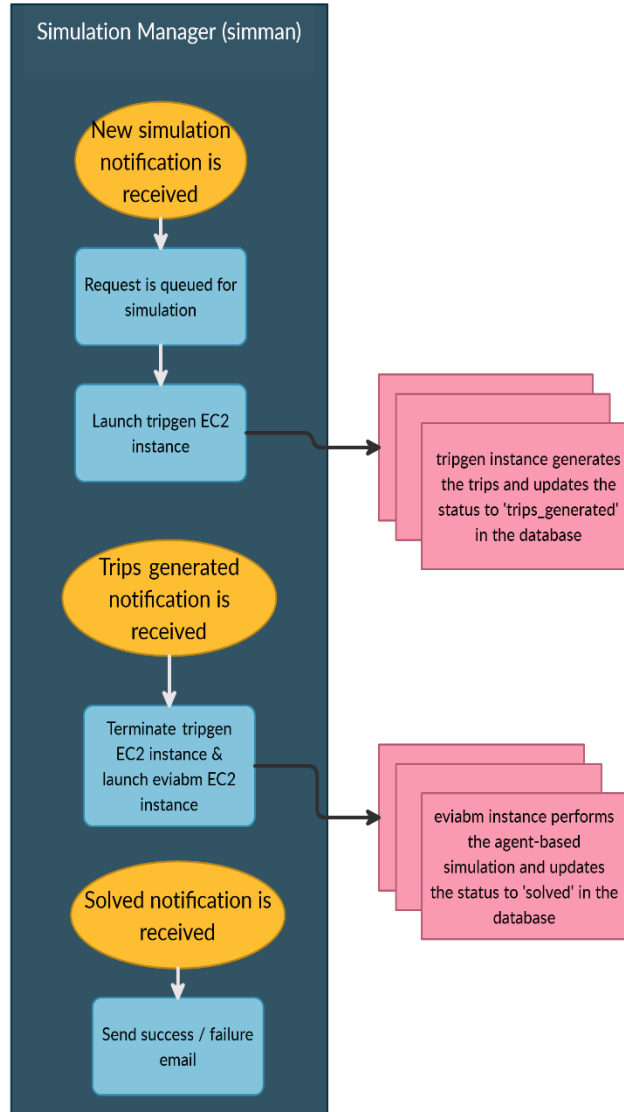 Simulation Manager (simman)
New simulation
notification is
received
Request is queued for
simulation
Launch tripgen EC2
instance
tripgen instance generates
the trips and updates the
status to 'trips_generated'
in the database
Trips generated
notification is
received
Terminate tripgen
EC2 instance &
launch eviabm EC2
instance
eviabm instance performs
the agent-based
simulation and updates
the status to 'solved' in the
database
Solved notification is
received
Send success / failure
email